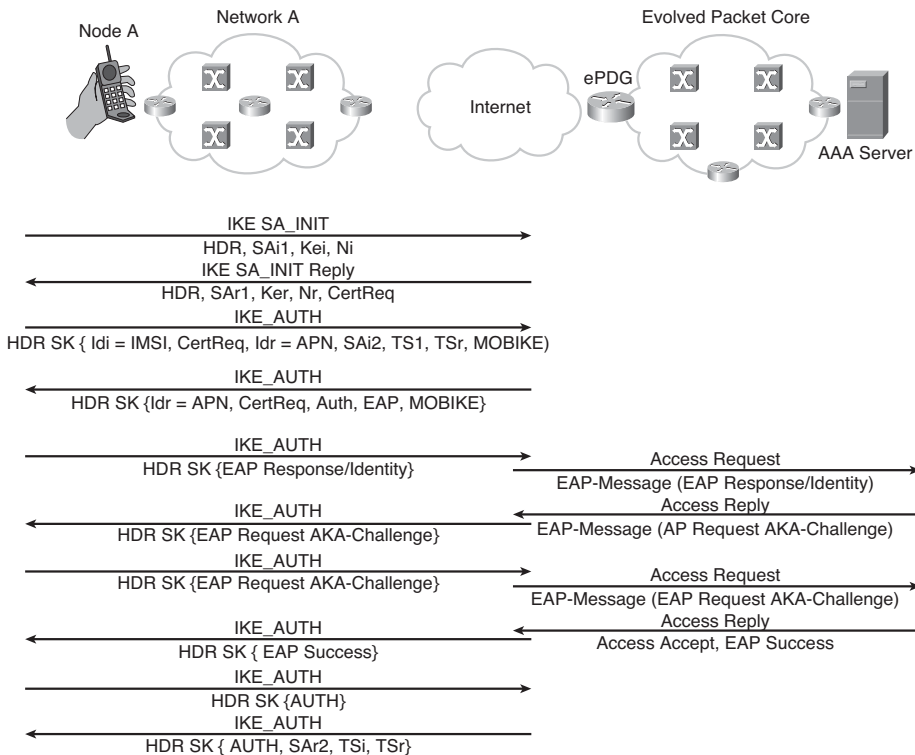 Network A
Evolved Packet Core
Node A
ePDG
Internet
AAA Server
IKE SA_INIT
HDR, SAi1, Kei, Ni
IKE SA_INIT Reply
HDR, SAr1, Ker, Nr, CertReq
IKE_AUTH
HDR SK { Idi = IMSI, CertReq, Idr = APN, SAi2, TS1, TSr, MOBIKE)
IKE_AUTH
HDR SK {Idr = APN, CertReq, Auth, EAP, MOBIKE}
IKE_AUTH
HDR SK {EAP Response/Identity}
Access Request
EAP-Message (EAP Response/Identity)
Access Reply
EAP-Message (AP Request AKA-Challenge)
IKE_AUTH
HDR SK {EAP Request AKA-Challenge}
IKE_AUTH
HDR SK {EAP Request AKA-Challenge}
Access Request
EAP-Message (EAP Request AKA-Challenge)
Access Reply
Access Accept, EAP Success
IKE_AUTH
HDR SK { EAP Success}
IKE_AUTH
HDR SK {AUTH}
IKE_AUTH
HDR SK { AUTH, SAr2, TSi, TSr}